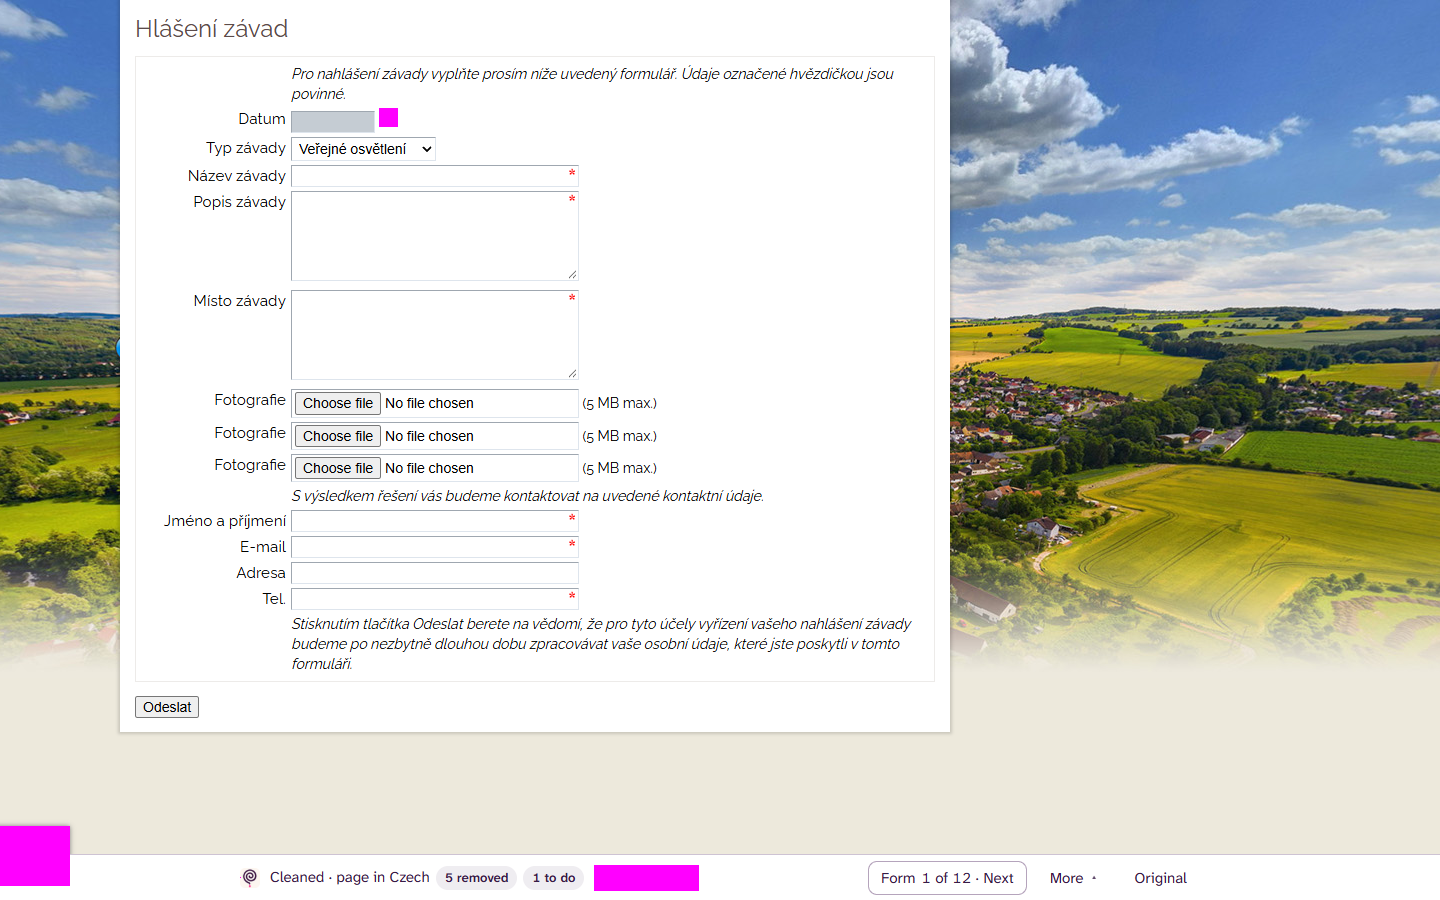 Hlášení závad
Pro nahlášení závady vyplňte prosím níže uvedený formulář. Údaje označené hvězdičkou jsou
povinné.
Datum
Typ závady Veřejné osvětlení
Název závady *
Popis závady *
Místo závady *
Fotografie Choose file No file chosen (5 MB max.)
Fotografie Choose file No file chosen (5 MB max.)
Fotografie Choose file No file chosen (5 MB max.)
S výsledkem řešení vás budeme kontaktovat na uvedené kontaktní údaje.
Jméno a příjmení *
E-mail *
Adresa
Tel. *
Stisknutím tlačítka Odeslat berete na vědomí, že pro tyto účely vyřízení vašeho nahlášení závady
budeme po nezbytně dlouhou dobu zpracovávat vaše osobní údaje, které jste poskytli v tomto
formuláři.
Odeslat
Cleaned · page in Czech 5 removed 1 to do Form 1 of 12 · Next More Original